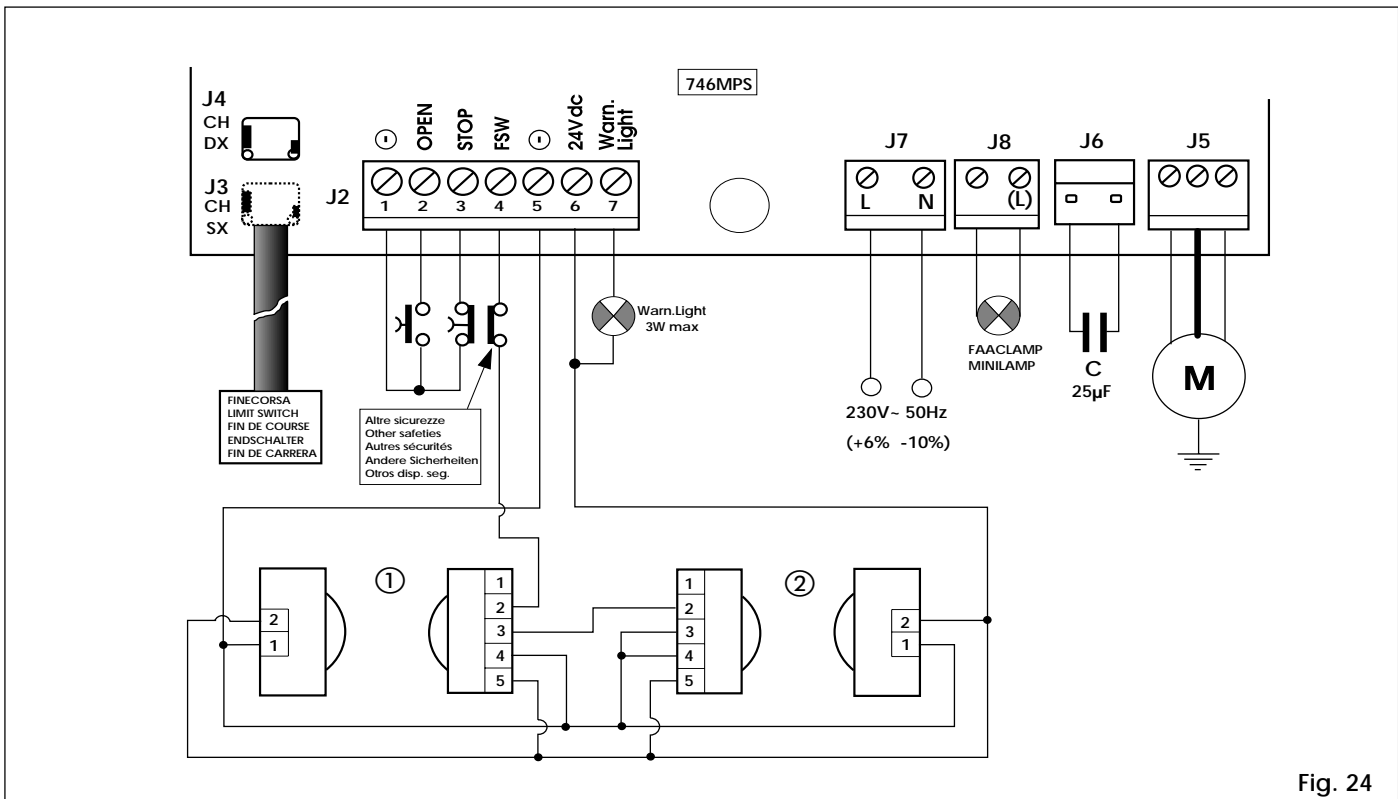 746MPS
J4
CH
DX
J3
CH
SX
J2
OPEN
STOP
FSW
24Vdc
Warn.
Light
1 2 3 4 5 6 7
J7
L N
J8
(L)
J6
J5
Warn.Light
3W max
FAACLAMP
MINILAMP
C
25µF
M
230V~ 50Hz
(+6% -10%)
FINECORSA
LIMIT SWITCH
FIN DE COURSE
ENDSCHALTER
FIN DE CARRERA
Altre sicurezze
Other safeties
Autres sécurités
Andere Sicherheiten
Otros disp. seg.
①
2
1
1
2
3
4
5
②
1
2
3
4
5
2
1
Fig. 24